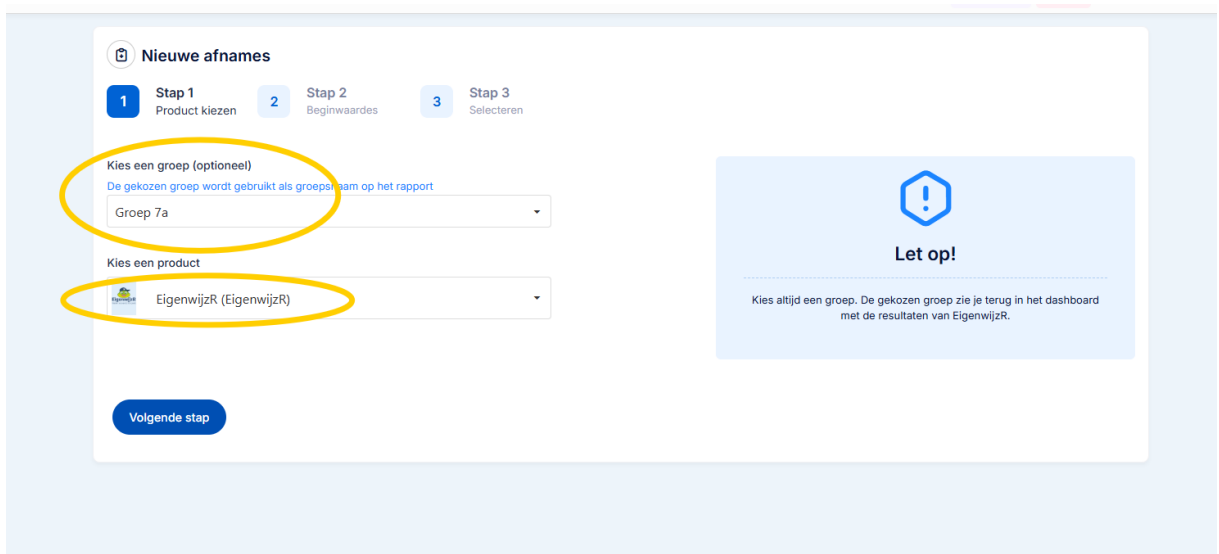 Nieuwe afnames
1
Stap 1
Product kiezen
2
Stap 2
Beginwaardes
3
Stap 3
Selecteren
Kies een groep (optioneel)
De gekozen groep wordt gebruikt als groepsnaam op het rapport
Groep 7a
Kies een product
EigenwijzR
EigenwijzR (EigenwijzR)
Volgende stap
Let op!
Kies altijd een groep. De gekozen groep zie je terug in het dashboard
met de resultaten van EigenwijzR.